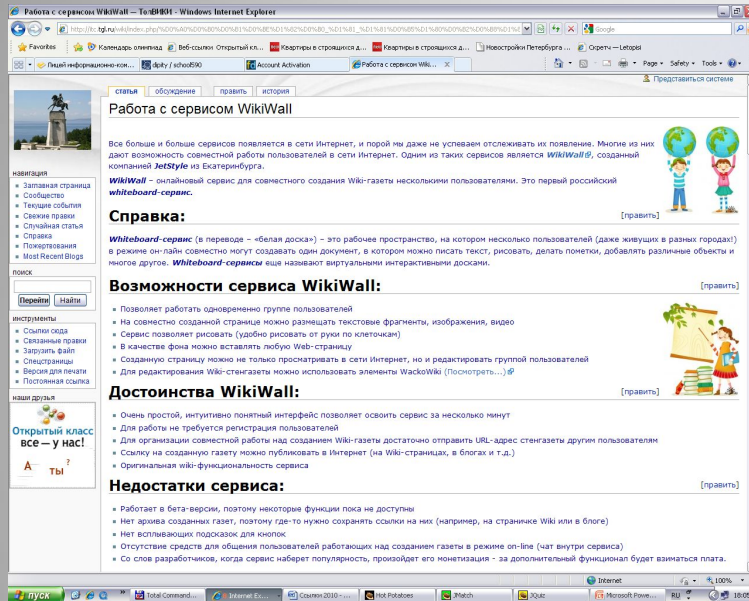 Работа с сервисом WikiWall — ТолВИКИ - Windows Internet Explorer
Google
Favorites
Календарь олимпиад
Веб-ссылки Открытый кл...
Квартиры в строящихся д...
Квартиры в строящихся д...
Новостройки Петербурга ...
Скретч — Letopisi
Лицей информационно-ком...
dipity / school590
Account Activation
Работа с сервисом Wiki...
Page
Safety
Tools
Представиться системе
статья
обсуждение
править
история
Работа с сервисом WikiWall
Все больше и больше сервисов появляется в сети Интернет, и порой мы даже не успеваем отслеживать их появление. Многие из них
дают возможность совместной работы пользователей в сети Интернет. Одним из таких сервисов является WikiWall, созданный
компанией JetStyle из Екатеринбурга.
WikiWall – онлайновый сервис для совместного создания Wiki-газеты несколькими пользователями. Это первый российский
whiteboard-сервис.
навигация
Заглавная страница
Сообщество
Текущие события
Свежие правки
Случайная статья
Справка
Пожертвования
Most Recent Blogs
поиск
Перейти
Найти
инструменты
Ссылки сюда
Связанные правки
Загрузить файл
Спецстраницы
Версия для печати
Постоянная ссылка
наши друзья
Открытый класс
все — у нас!
А ты ?
Справка:
[править]
Whiteboard-сервис (в переводе – «белая доска») – это рабочее пространство, на котором несколько пользователей (даже живущих в разных городах!)
в режиме он-лайн совместно могут создавать один документ, в котором можно писать текст, рисовать, делать пометки, добавлять различные объекты и
многое другое. Whiteboard-сервисы еще называют виртуальными интерактивными досками.
Возможности сервиса WikiWall:
[править]
Позволяет работать одновременно группе пользователей
На совместно созданной странице можно размещать текстовые фрагменты, изображения, видео
Сервис позволяет рисовать (удобно рисовать от руки по клеточкам)
В качестве фона можно вставлять любую Web-страницу
Созданную страницу можно не только просматривать в сети Интернет, но и редактировать группой пользователей
Для редактирования Wiki-стенгазеты можно использовать элементы WackoWiki (Посмотреть...)
Достоинства WikiWall:
[править]
Очень простой, интуитивно понятный интерфейс позволяет освоить сервис за несколько минут
Для работы не требуется регистрация пользователей
Для организации совместной работы над созданием Wiki-газеты достаточно отправить URL-адрес стенгазеты другим пользователям
Ссылку на созданную газету можно публиковать в Интернет (на Wiki-страницах, в блогах и т.д.)
Оригинальная wiki-функциональность сервиса
Недостатки сервиса:
[править]
Работает в бета-версии, поэтому некоторые функции пока не доступны
Нет архива созданных газет, поэтому где-то нужно сохранять ссылки на них (например, на страничке Wiki или в блоге)
Нет всплывающих подсказок для кнопок
Отсутствие средств для общения пользователей работающих над созданием газеты в режиме on-line (чат внутри сервиса)
Со слов разработчиков, когда сервис наберет популярность, произойдет его монетизация - за дополнительный функционал будет взиматься плата.
Internet
100%
пуск
Total Command...
Internet Ex...
Ссылки 2010 - ...
Hot Potatoes
JMatch
JQuiz
Microsoft Powe...
RU
18:05